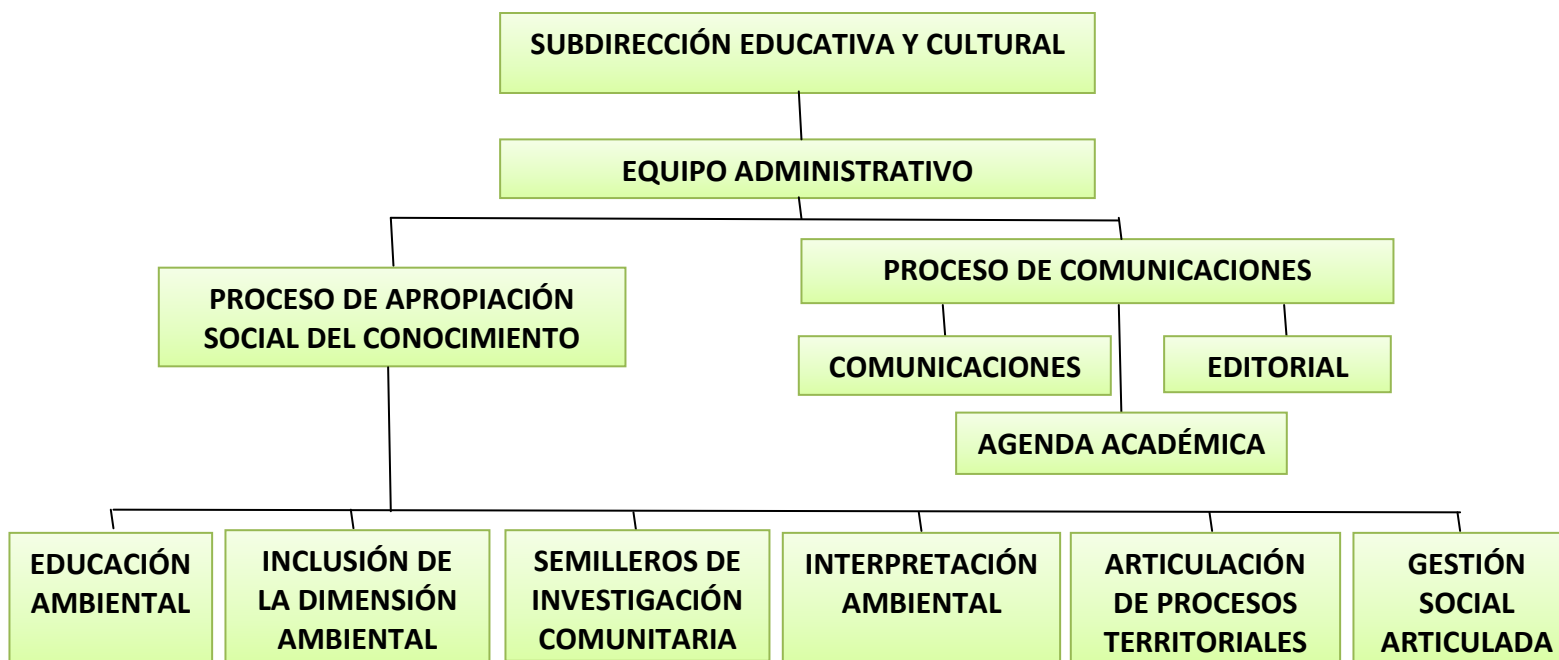 SUBDIRECCIÓN EDUCATIVA Y CULTURAL
EQUIPO ADMINISTRATIVO
PROCESO DE APROPIACIÓN
SOCIAL DEL CONOCIMIENTO
PROCESO DE COMUNICACIONES
COMUNICACIONES
EDITORIAL
AGENDA ACADÉMICA
EDUCACIÓN
AMBIENTAL
INCLUSIÓN DE
LA DIMENSIÓN
AMBIENTAL
SEMILLEROS DE
INVESTIGACIÓN
COMUNITARIA
INTERPRETACIÓN
AMBIENTAL
ARTICULACIÓN
DE PROCESOS
TERRITORIALES
GESTIÓN
SOCIAL
ARTICULADA